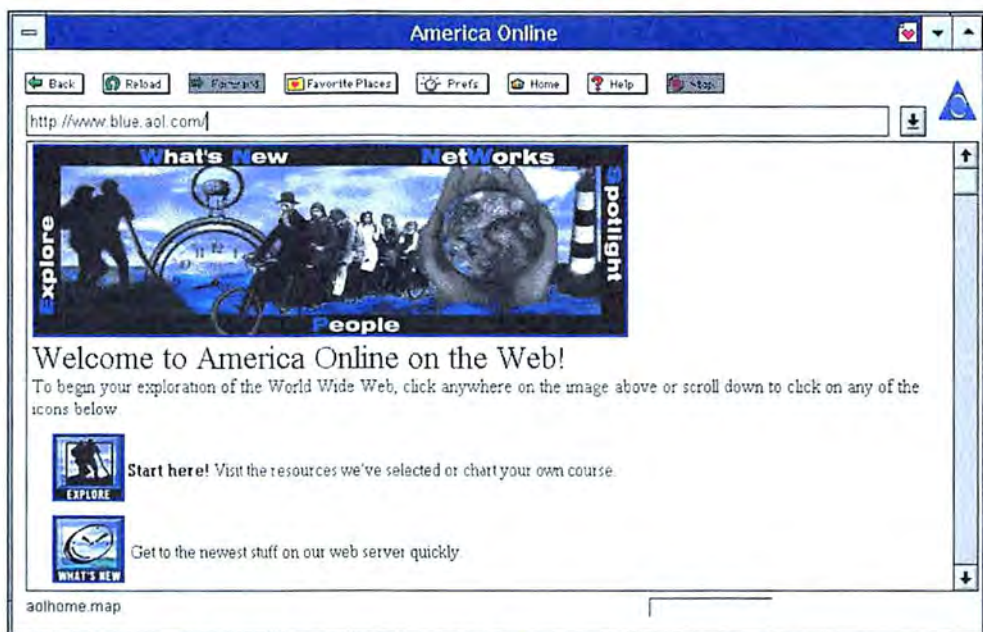 America Online
Back Reload Forward Favorite Places Prefs Home Help Stop
http://www.blue.aol.com/
What's New NetWorks
Explore
Spotlight
People
Welcome to America Online on the Web!
To begin your exploration of the World Wide Web, click anywhere on the image above or scroll down to click on any of the
icons below
EXPLORE
Start here! Visit the resources we've selected or chart your own course.
WHAT'S NEW
Get to the newest stuff on our web server quickly
aolhome.map